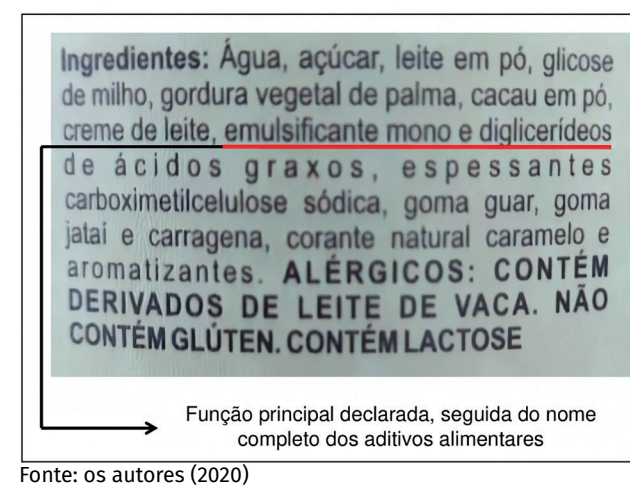 Ingredientes: Água, açúcar, leite em pó, glicose
de milho, gordura vegetal de palma, cacau em pó,
creme de leite, emulsificante mono e diglicerídeos
de ácidos graxos, espessantes
carboximetilcelulose sódica, goma guar, goma
jataí e carragena, corante natural caramelo e
aromatizantes. ALÉRGICOS: CONTÉM
DERIVADOS DE LEITE DE VACA. NÃO
CONTÉM GLÚTEN. CONTÉM LACTOSE
Função principal declarada, seguida do nome
completo dos aditivos alimentares
Fonte: os autores (2020)